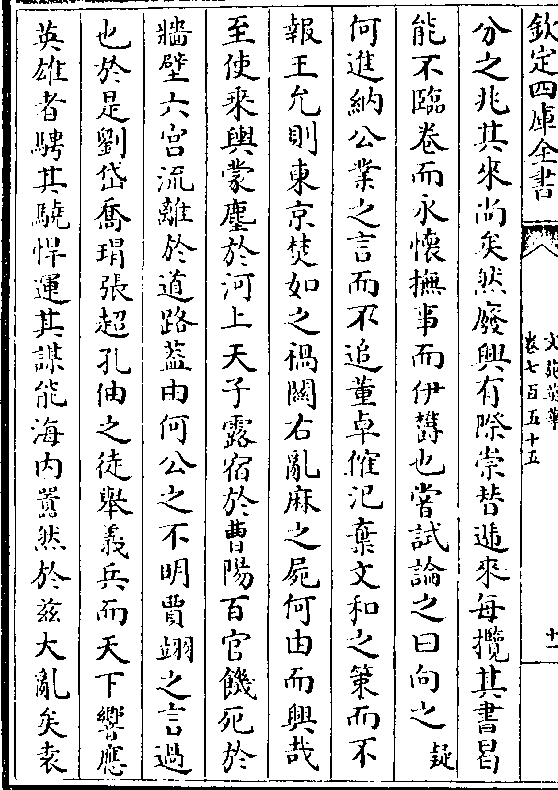 欽定四庫全書
文苑英華
卷七百五十五
十一
分之兆其來尚矣然廢興有際崇替遞來每攬其書曷
能不臨卷而永懷撫事而伊鬱也嘗試論之曰向之疑
何進納公業之言而不追董卓傕汜棄文和之策而不
報王允則東京焚如之禍關右亂麻之屍何由而興哉
至使乘輿蒙塵於河上天子露宿於曹陽百官饑死於
牆壁六宫流離於道路葢由何公之不明賈翊之言過
也於是劉岱喬瑁張超孔伷之徒舉義兵而天下響應
英雄者騁其驍悍運其謀能海内囂然於兹大亂矣袁